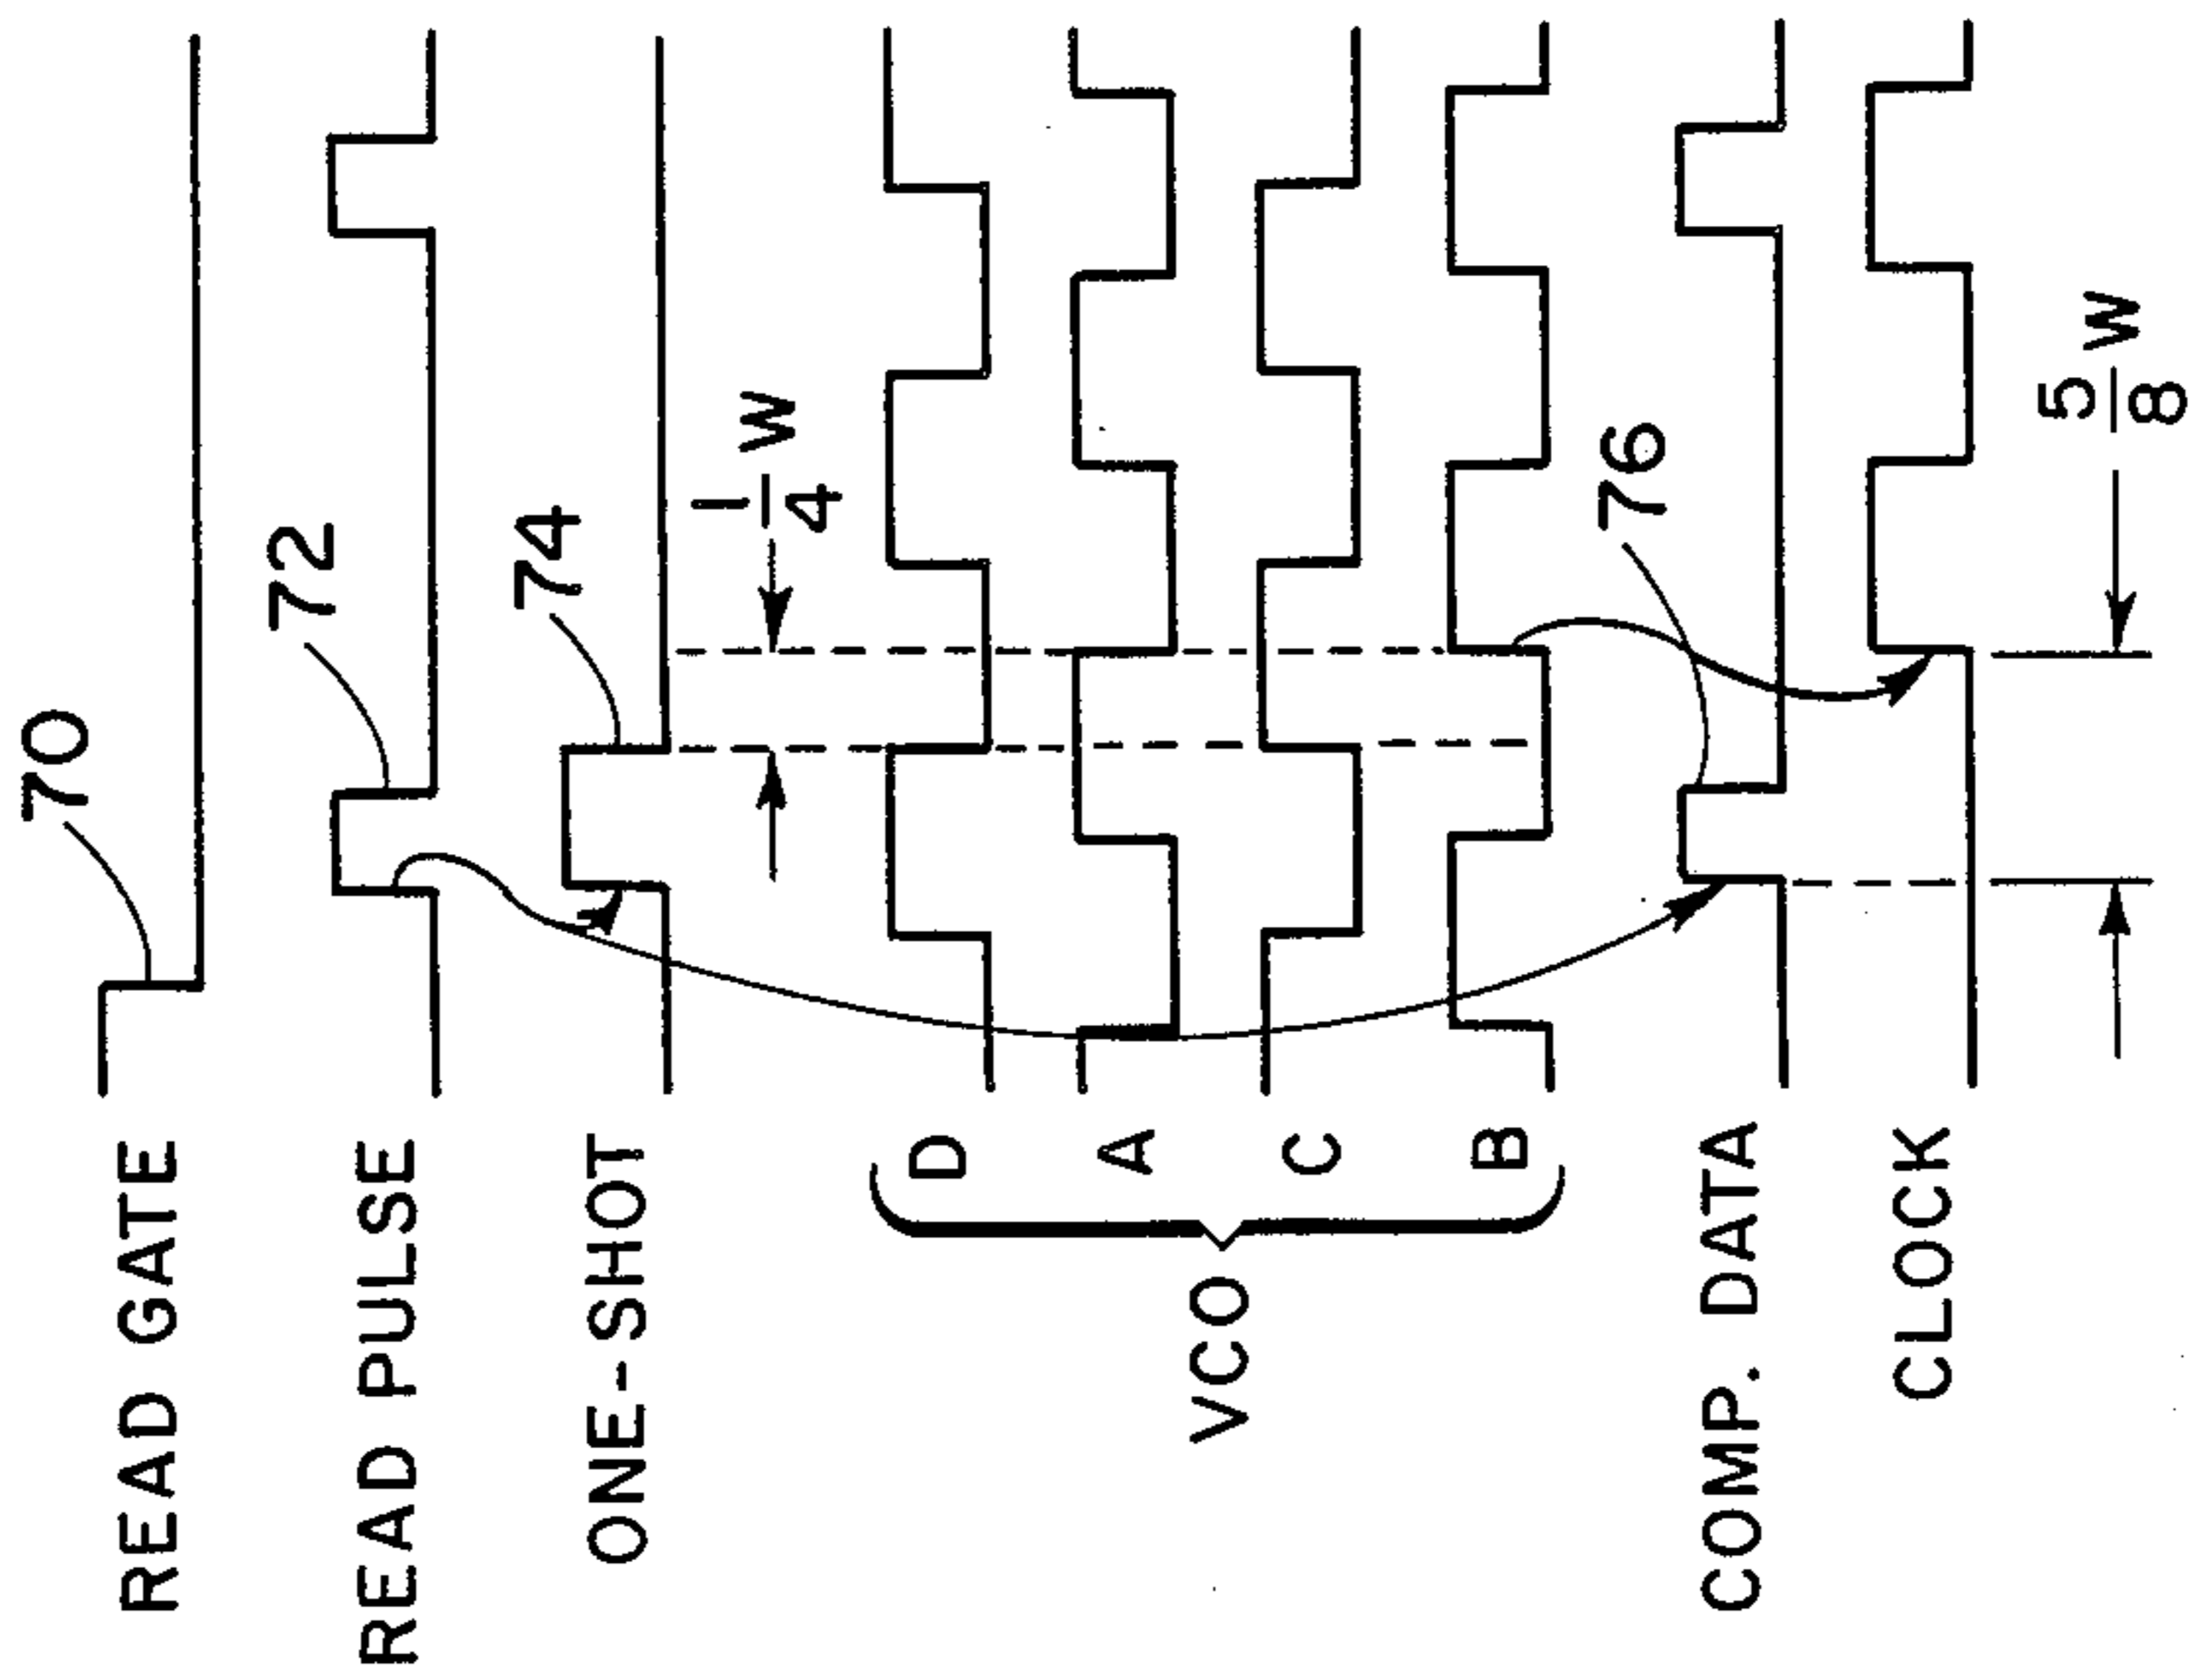 READ GATE
70
READ PULSE
72
ONE-SHOT
74
1/4 W
VCO
D
A
C
B
COMP. DATA
76
CLOCK
5/8 W